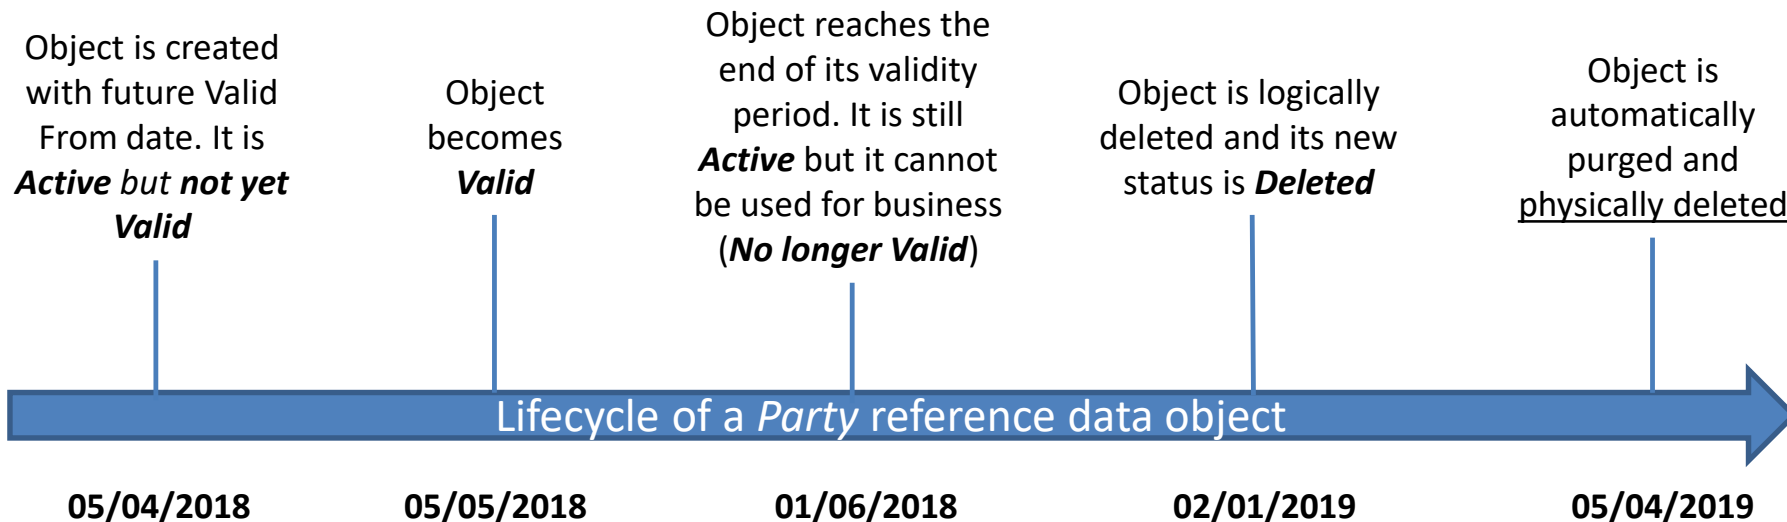 Object is created
with future Valid
From date. It is
Active but not yet
Valid
Object
becomes
Valid
Object reaches the
end of its validity
period. It is still
Active but it cannot
be used for business
(No longer Valid)
Object is logically
deleted and its new
status is Deleted
Object is
automatically
purged and
physically deleted
Lifecycle of a Party reference data object
05/04/2018
05/05/2018
01/06/2018
02/01/2019
05/04/2019